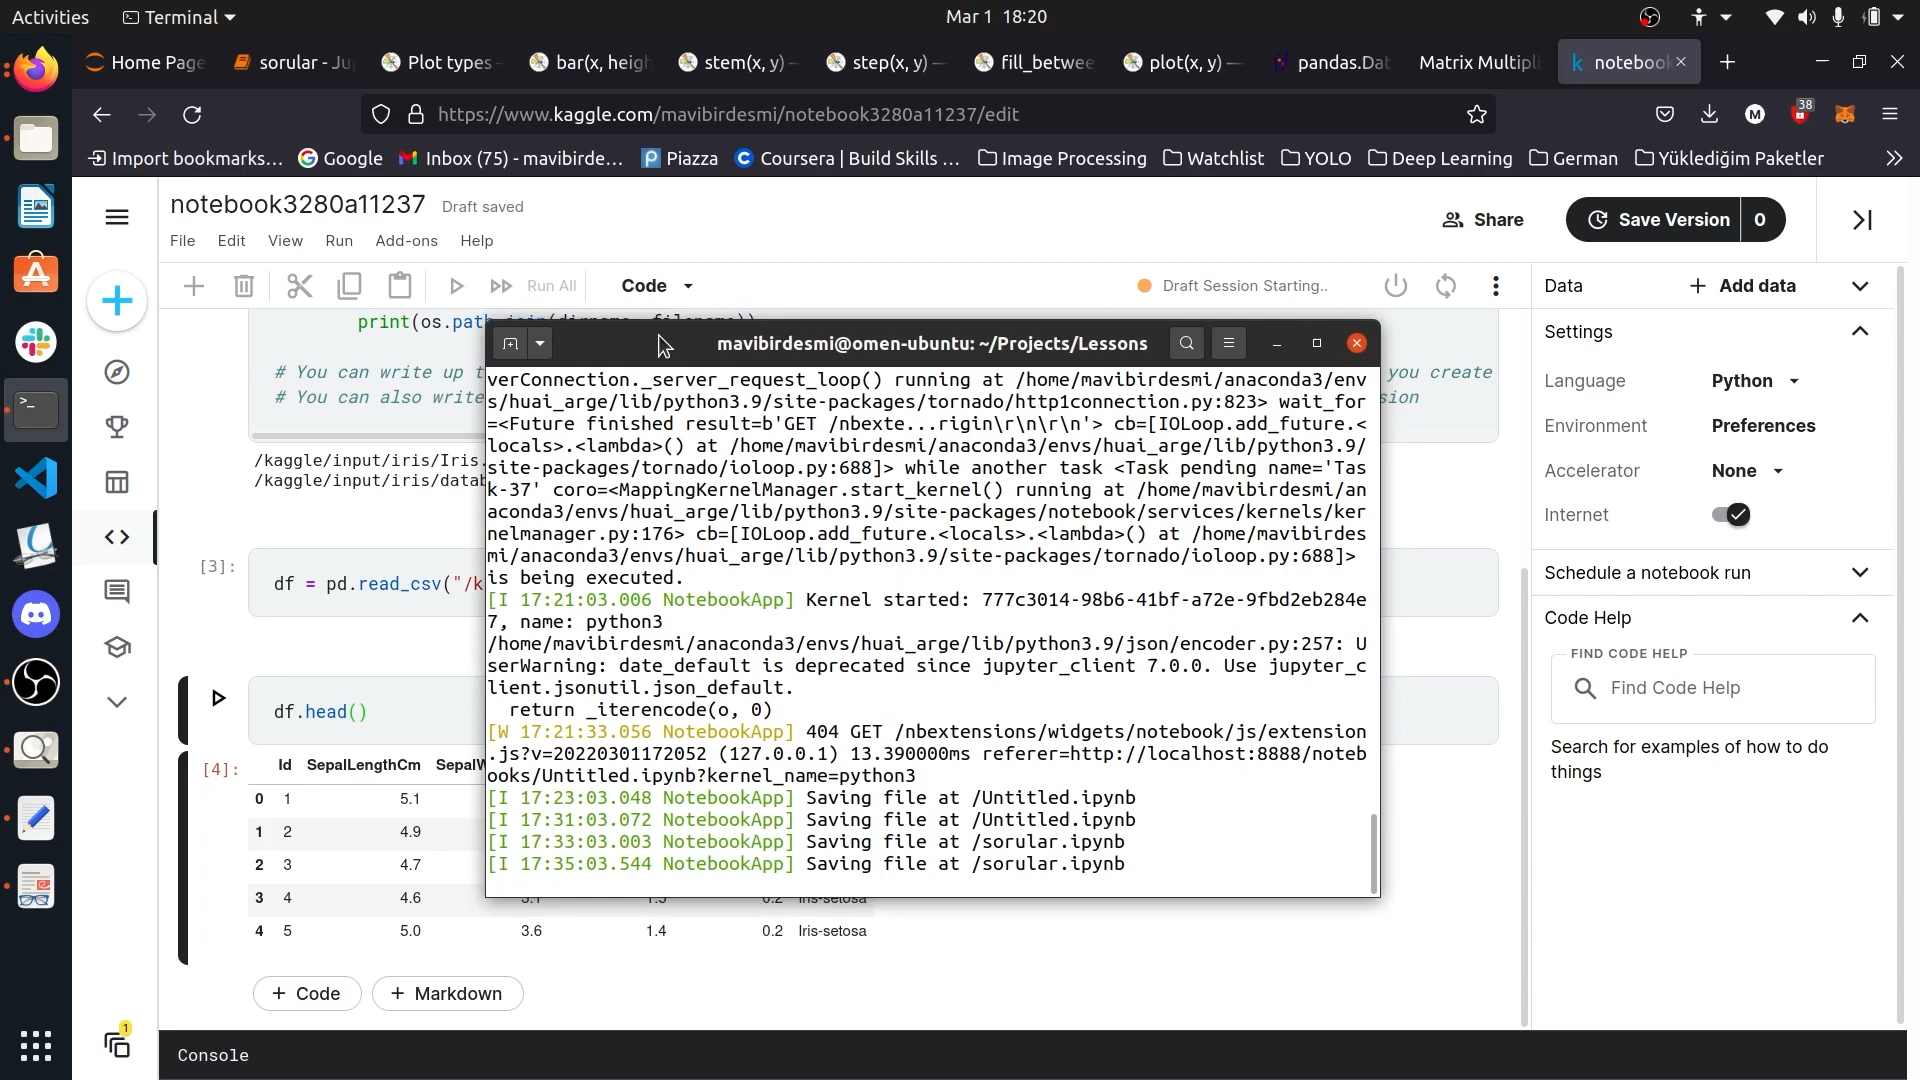 Activities
Terminal
Mar 1 18:20
Home Page
sorular - Ju
Plot types -
bar(x, heigh
stem(x, y) —
step(x, y) —
fill_betwee
plot(x, y) —
pandas.Dat
Matrix Multipli
notebook
https://www.kaggle.com/mavibirdesmi/notebook3280a11237/edit
M
38
Import bookmarks...
Google
Inbox (75) - mavibirde...
Piazza
Coursera | Build Skills ...
Image Processing
Watchlist
YOLO
Deep Learning
German
Yüklediğim Paketler
notebook3280a11237
Draft saved
Share
Save Version
0
File
Edit
View
Run
Add-ons
Help
Run All
Code
Draft Session Starting..
Data
+ Add data
Settings
Language
Python
Environment
Preferences
Accelerator
None
Internet
Schedule a notebook run
Code Help
FIND CODE HELP
Find Code Help
Search for examples of how to do
things
print(os.path.join(dirname, filename))
# You can write up t
you create
# You can also write
sion
/kaggle/input/iris/Iris.
/kaggle/input/iris/datab
[3]:
df = pd.read_csv("/k
df.head()
[4]:
Id SepalLengthCm SepalW
0 1 5.1
1 2 4.9
2 3 4.7
3 4 4.6 3.1 1.5 0.2 Iris-setosa
4 5 5.0 3.6 1.4 0.2 Iris-setosa
+ Code
+ Markdown
1
Console
mavibirdesmi@omen-ubuntu: ~/Projects/Lessons
verConnection._server_request_loop() running at /home/mavibirdesmi/anaconda3/env
s/huai_arge/lib/python3.9/site-packages/tornado/http1connection.py:823> wait_for
=<Future finished result=b'GET /nbexte...rigin\r\n\r\n'> cb=[IOLoop.add_future.<
locals>.<lambda>() at /home/mavibirdesmi/anaconda3/envs/huai_arge/lib/python3.9/
site-packages/tornado/ioloop.py:688]> while another task <Task pending name='Tas
k-37' coro=<MappingKernelManager.start_kernel() running at /home/mavibirdesmi/an
aconda3/envs/huai_arge/lib/python3.9/site-packages/notebook/services/kernels/ker
nelmanager.py:176> cb=[IOLoop.add_future.<locals>.<lambda>() at /home/mavibirdes
mi/anaconda3/envs/huai_arge/lib/python3.9/site-packages/tornado/ioloop.py:688]>
is being executed.
[I 17:21:03.006 NotebookApp] Kernel started: 777c3014-98b6-41bf-a72e-9fbd2eb284e
7, name: python3
/home/mavibirdesmi/anaconda3/envs/huai_arge/lib/python3.9/json/encoder.py:257: U
serWarning: date_default is deprecated since jupyter_client 7.0.0. Use jupyter_c
lient.jsonutil.json_default.
return _iterencode(o, 0)
[W 17:21:33.056 NotebookApp] 404 GET /nbextensions/widgets/notebook/js/extension
.js?v=20220301172052 (127.0.0.1) 13.390000ms referer=http://localhost:8888/noteb
ooks/Untitled.ipynb?kernel_name=python3
[I 17:23:03.048 NotebookApp] Saving file at /Untitled.ipynb
[I 17:31:03.072 NotebookApp] Saving file at /Untitled.ipynb
[I 17:33:03.003 NotebookApp] Saving file at /sorular.ipynb
[I 17:35:03.544 NotebookApp] Saving file at /sorular.ipynb